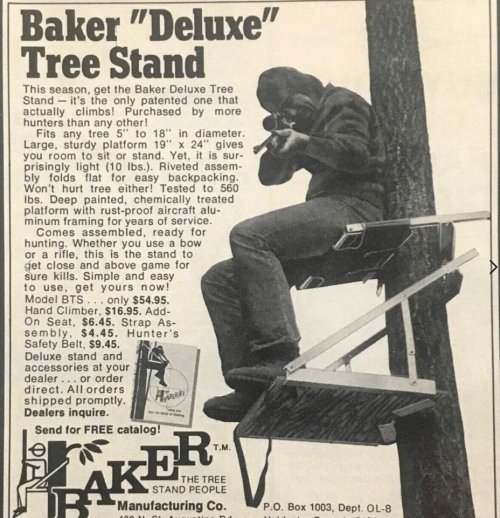 Baker "Deluxe"
Tree Stand
This season, get the Baker Deluxe Tree
Stand — it's the only patented one that
actually climbs! Purchased by more
hunters than any other!
Fits any tree 5" to 18" in diameter.
Large, sturdy platform 19" x 24" gives
you room to sit or stand. Yet, it is sur-
prisingly light (10 lbs.). Riveted assem-
bly folds flat for easy backpacking.
Won't hurt tree either! Tested to 560
lbs. Deep painted, chemically treated
platform with rust-proof aircraft alu-
minum framing for years of service.
Comes assembled, ready for
hunting. Whether you use a bow
or a rifle, this is the stand to
get close and above game for
sure kills. Simple and easy
to use, get yours now!
Model BTS . . . only $54.95.
Hand Climber, $16.95. Add-
On Seat, $6.45. Strap As-
sembly, $4.45. Hunter's
Safety Belt, $9.45.
Deluxe stand and
accessories at your
dealer . . . or order
direct. All orders
shipped promptly.
Dealers inquire.
Send for FREE catalog!
BAKER T.M.
THE TREE
STAND PEOPLE
Manufacturing Co.
P.O. Box 1003, Dept. OL-8